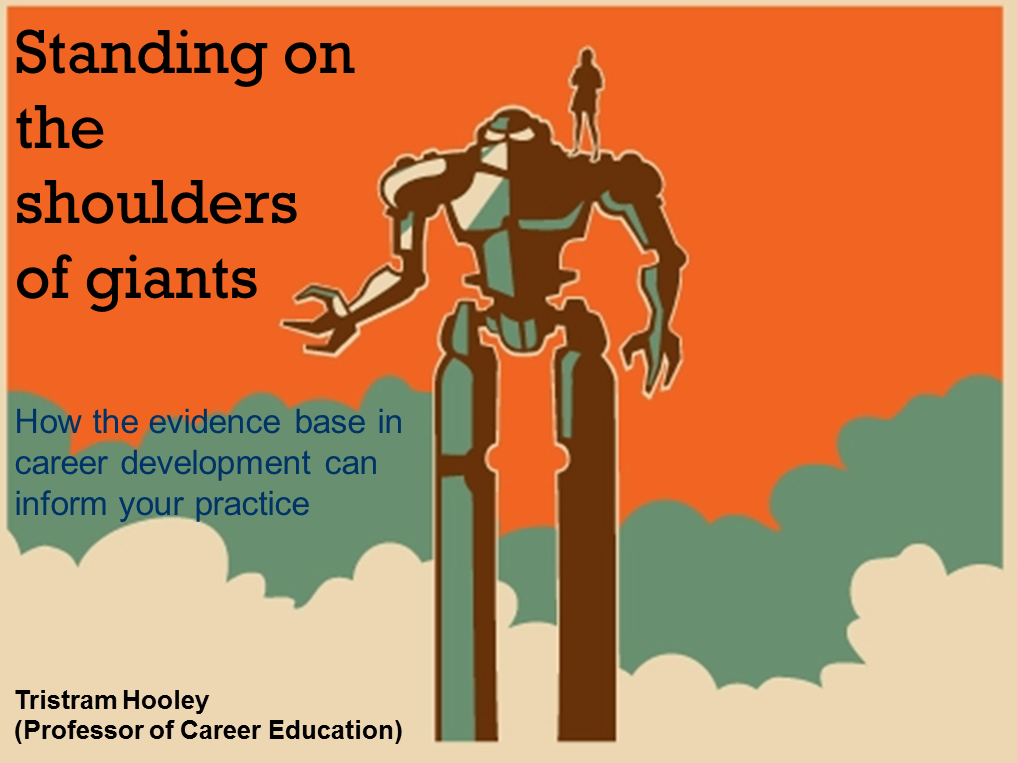 Standing on
the
shoulders
of giants
How the evidence base in
career development can
inform your practice
Tristram Hooley
(Professor of Career Education)